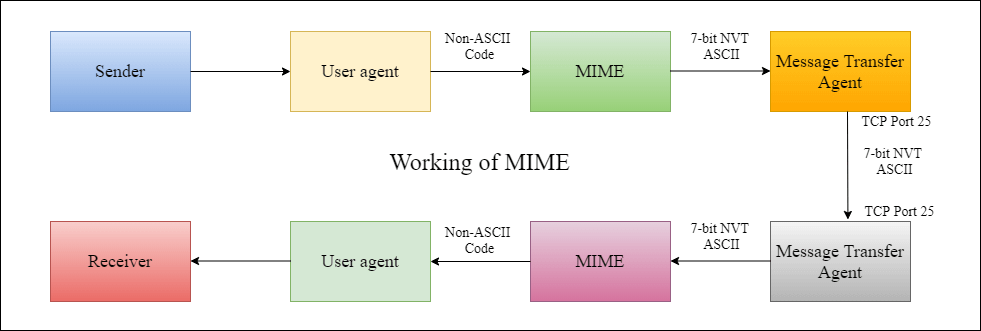 Sender
User agent
Non-ASCII
Code
MIME
7-bit NVT
ASCII
Message Transfer
Agent
TCP Port 25
7-bit NVT
ASCII
TCP Port 25
Working of MIME
Receiver
User agent
Non-ASCII
Code
MIME
7-bit NVT
ASCII
Message Transfer
Agent